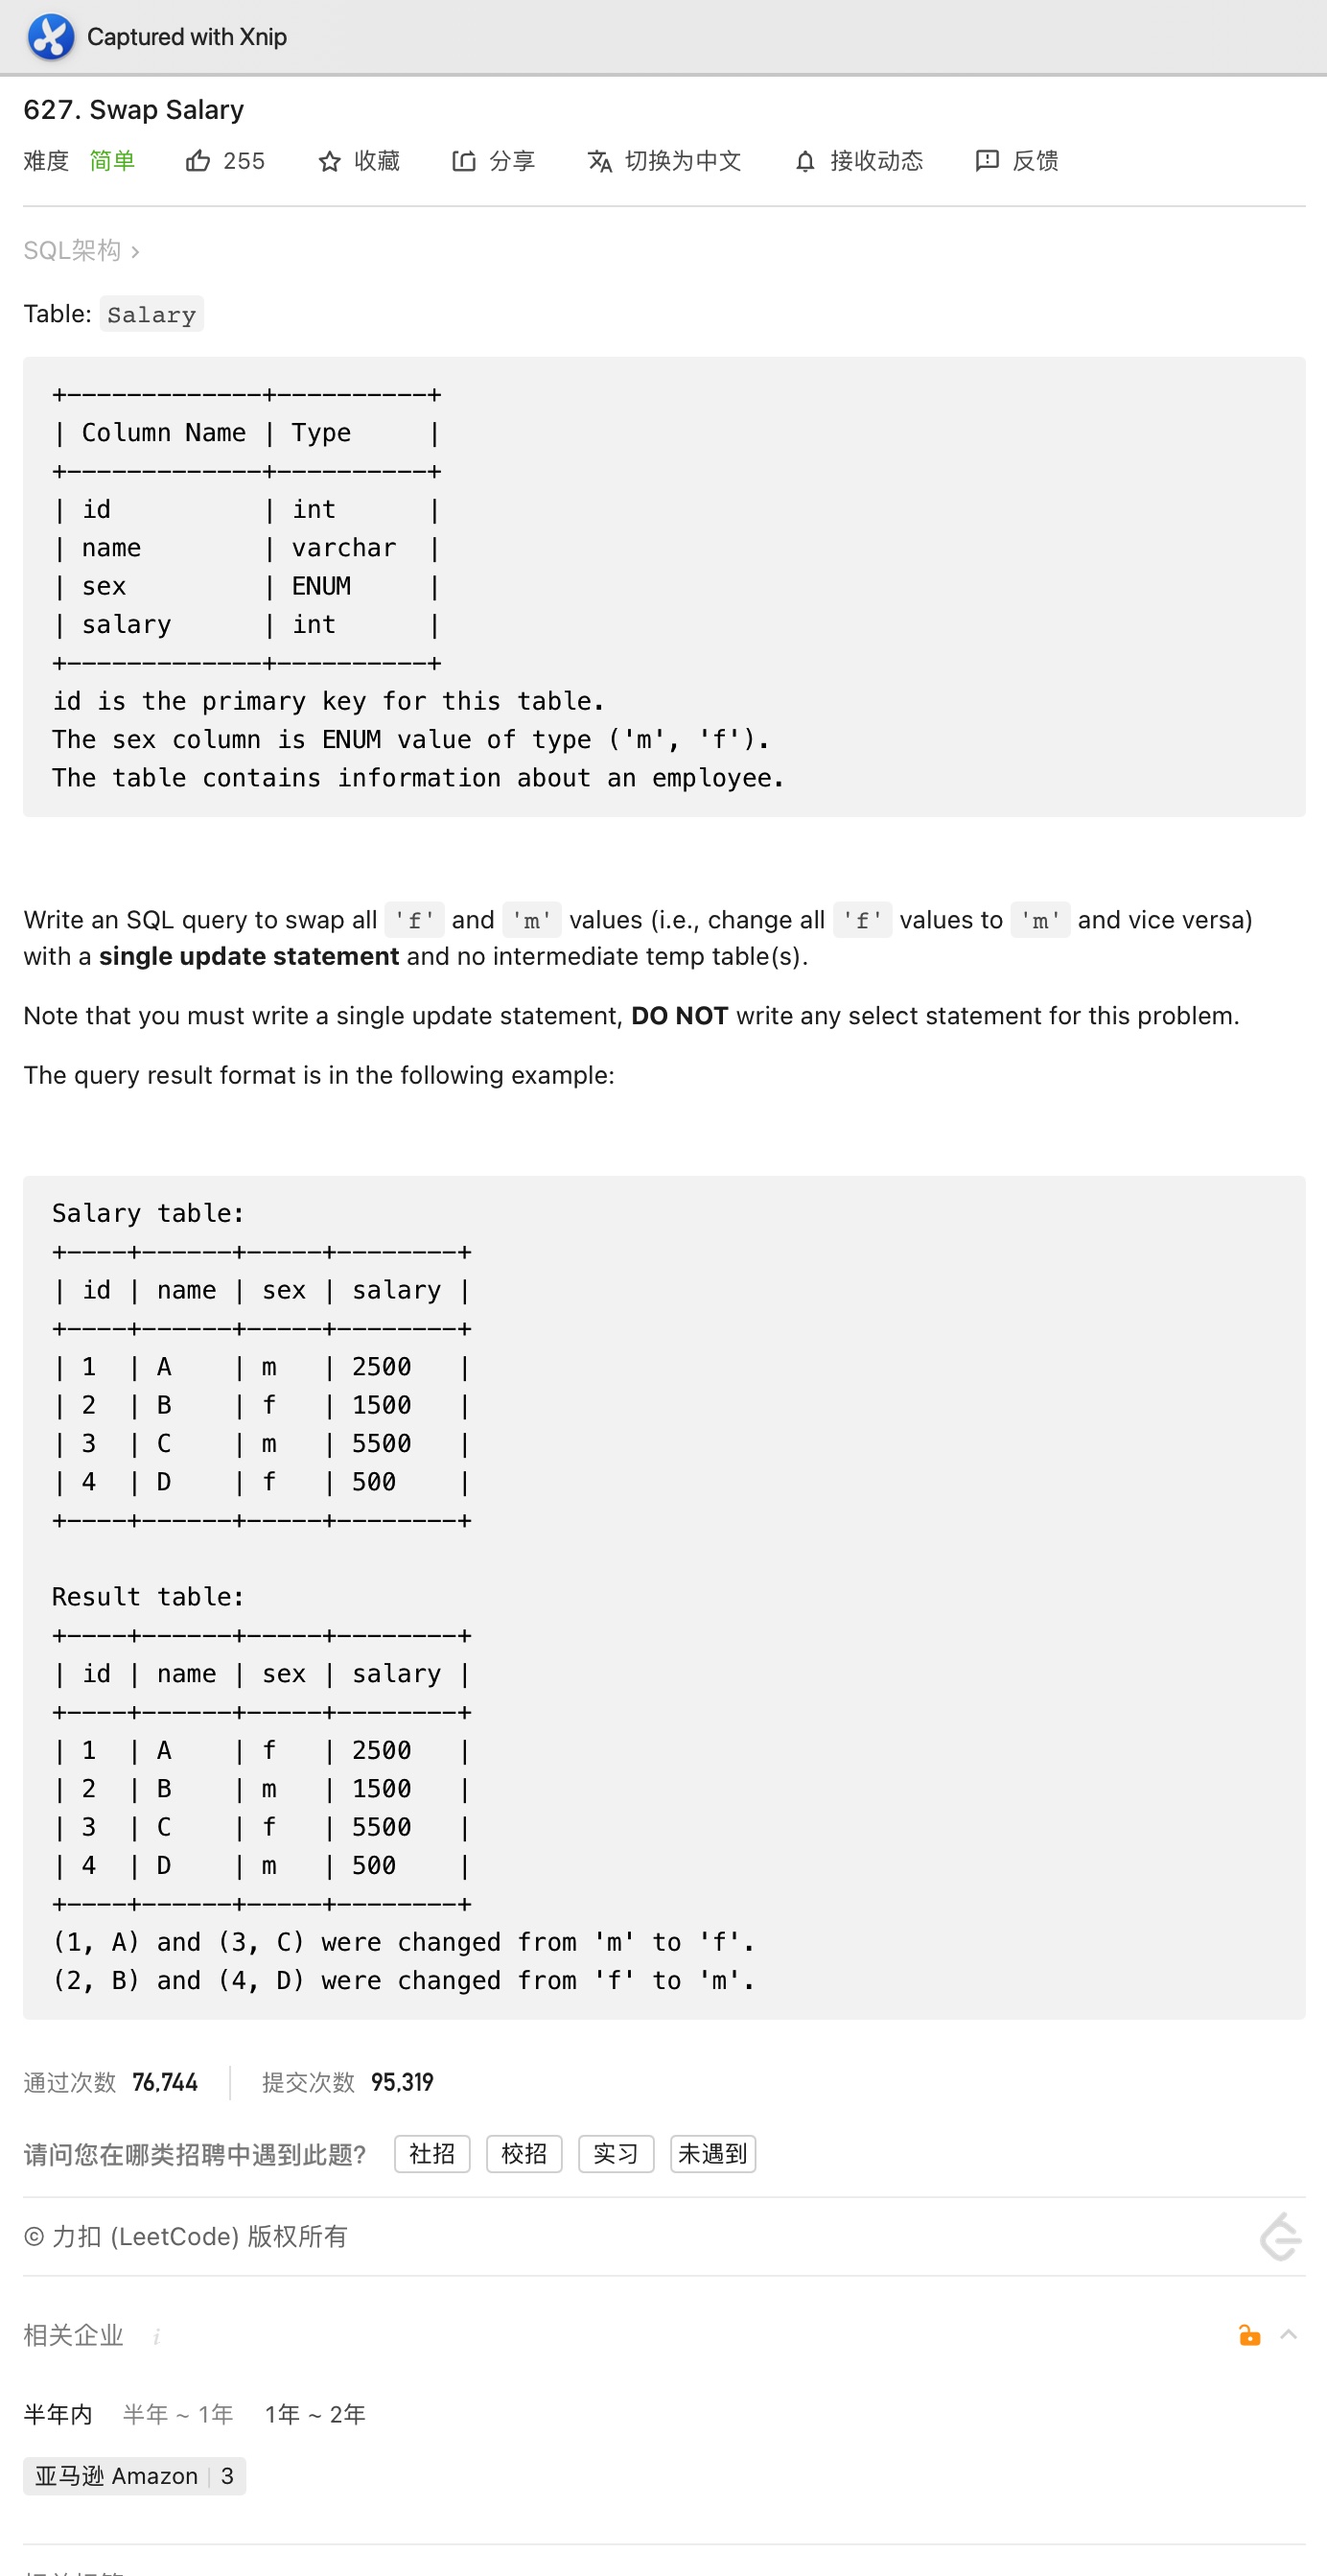 Captured with Xnip
627. Swap Salary
难度 简单 255 收藏 分享 切换为中文 接收动态 反馈
SQL架构 >
Table: Salary
+-------------+----------+
| Column Name | Type     |
+-------------+----------+
| id          | int      |
| name        | varchar  |
| sex         | ENUM     |
| salary      | int      |
+-------------+----------+
id is the primary key for this table.
The sex column is ENUM value of type ('m', 'f').
The table contains information about an employee.
Write an SQL query to swap all 'f' and 'm' values (i.e., change all 'f' values to 'm' and vice versa)
with a single update statement and no intermediate temp table(s).
Note that you must write a single update statement, DO NOT write any select statement for this problem.
The query result format is in the following example:
Salary table:
+----+------+-----+--------+
| id | name | sex | salary |
+----+------+-----+--------+
| 1  | A    | m   | 2500   |
| 2  | B    | f   | 1500   |
| 3  | C    | m   | 5500   |
| 4  | D    | f   | 500    |
+----+------+-----+--------+
Result table:
+----+------+-----+--------+
| id | name | sex | salary |
+----+------+-----+--------+
| 1  | A    | f   | 2500   |
| 2  | B    | m   | 1500   |
| 3  | C    | f   | 5500   |
| 4  | D    | m   | 500    |
+----+------+-----+--------+
(1, A) and (3, C) were changed from 'm' to 'f'.
(2, B) and (4, D) were changed from 'f' to 'm'.
通过次数 76,744 提交次数 95,319
请问您在哪类招聘中遇到此题? 社招 校招 实习 未遇到
© 力扣 (LeetCode) 版权所有
相关企业 i
半年内 半年 ~ 1年 1年 ~ 2年
亚马逊 Amazon | 3